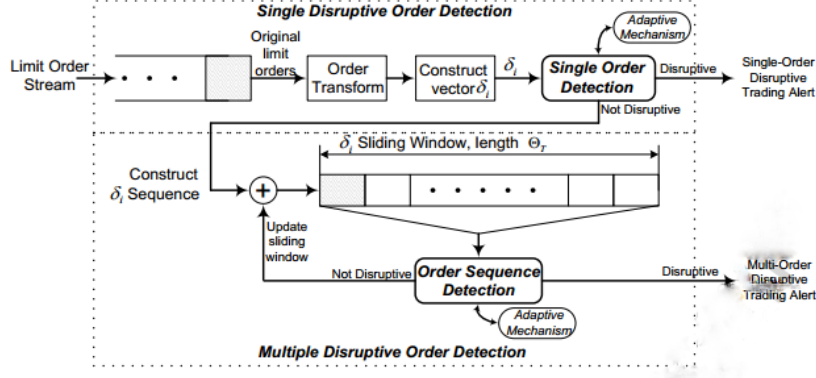 Single Disruptive Order Detection
Limit Order
Stream
• • •
Original
limit
orders
Order
Transform
Construct
vector δi
δi
Single Order
Detection
Adaptive
Mechanism
Disruptive
Not Disruptive
Single-Order
Disruptive
Trading Alert
δi Sliding Window, length ΘT
Construct
δi Sequence
+
• • • • •
Update
sliding
window
Not Disruptive
Order Sequence
Detection
Disruptive
Multi-Order
Disruptive
Trading Alert
Adaptive
Mechanism
Multiple Disruptive Order Detection